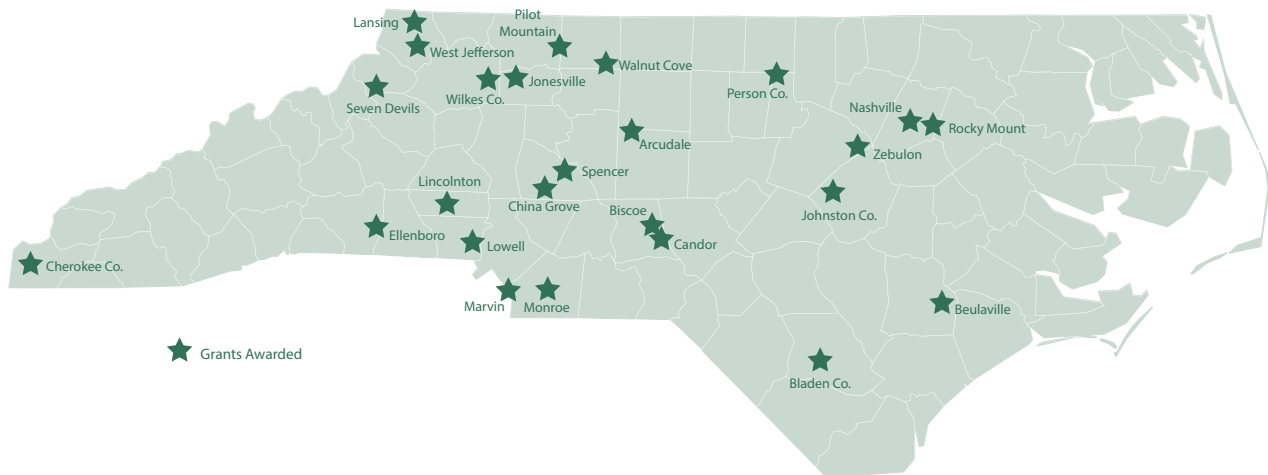 Pilot
Mountain
Lansing
West Jefferson
Walnut Cove
Jonesville
Wilkes Co.
Seven Devils
Person Co.
Nashville
Rocky Mount
Arcudale
Zebulon
Spencer
Lincolnton
China Grove
Biscoe
Johnston Co.
Ellenboro
Lowell
Candor
Cherokee Co.
Marvin
Monroe
Beulaville
Grants Awarded
Bladen Co.